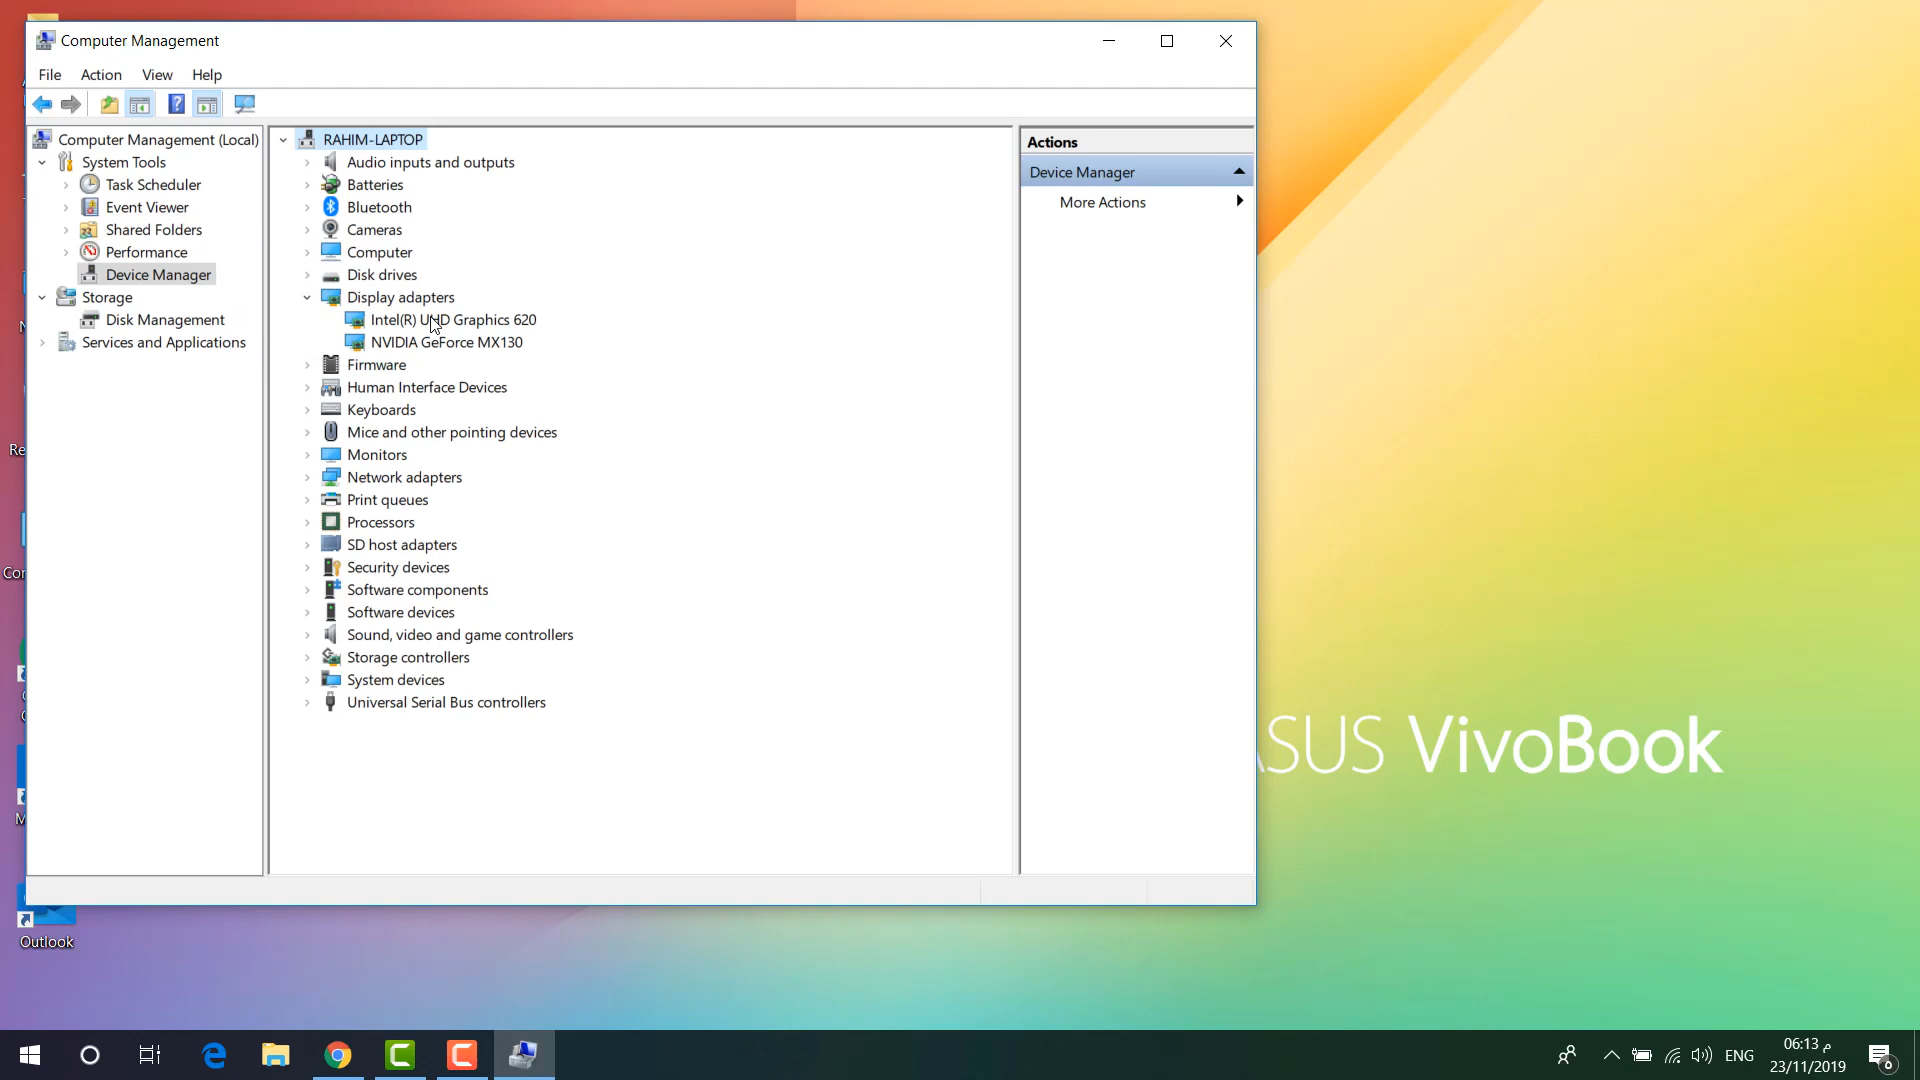 Computer Management
File Action View Help
Computer Management (Local)
System Tools
Task Scheduler
Event Viewer
Shared Folders
Performance
Device Manager
Storage
Disk Management
Services and Applications
RAHIM-LAPTOP
Audio inputs and outputs
Batteries
Bluetooth
Cameras
Computer
Disk drives
Display adapters
Intel(R) UHD Graphics 620
NVIDIA GeForce MX130
Firmware
Human Interface Devices
Keyboards
Mice and other pointing devices
Monitors
Network adapters
Print queues
Processors
SD host adapters
Security devices
Software components
Software devices
Sound, video and game controllers
Storage controllers
System devices
Universal Serial Bus controllers
Actions
Device Manager
More Actions
SUS VivoBook
Re
Outlook
ENG
06:13 م
23/11/2019
0